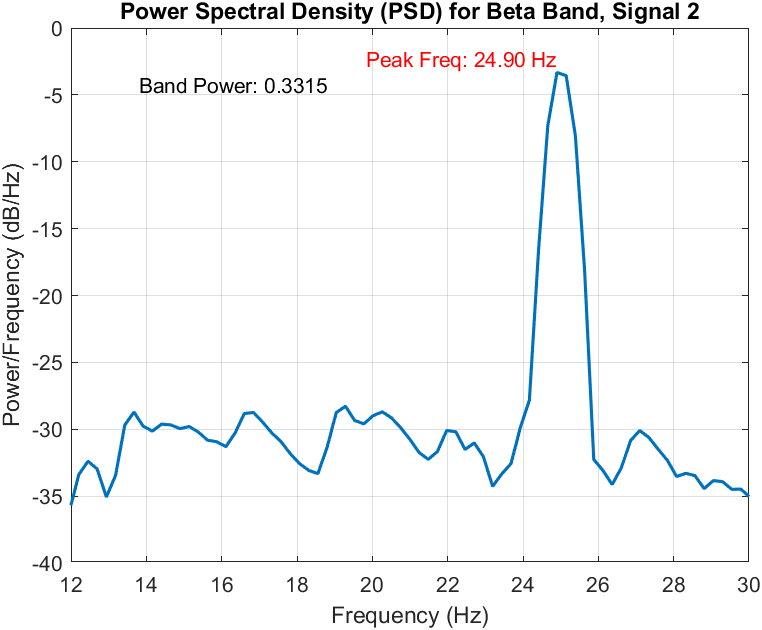 Power Spectral Density (PSD) for Beta Band, Signal 2
Peak Freq: 24.90 Hz
Band Power: 0.3315
Power/Frequency (dB/Hz)
0
-5
-10
-15
-20
-25
-30
-35
-40
12 14 16 18 20 22 24 26 28 30
Frequency (Hz)